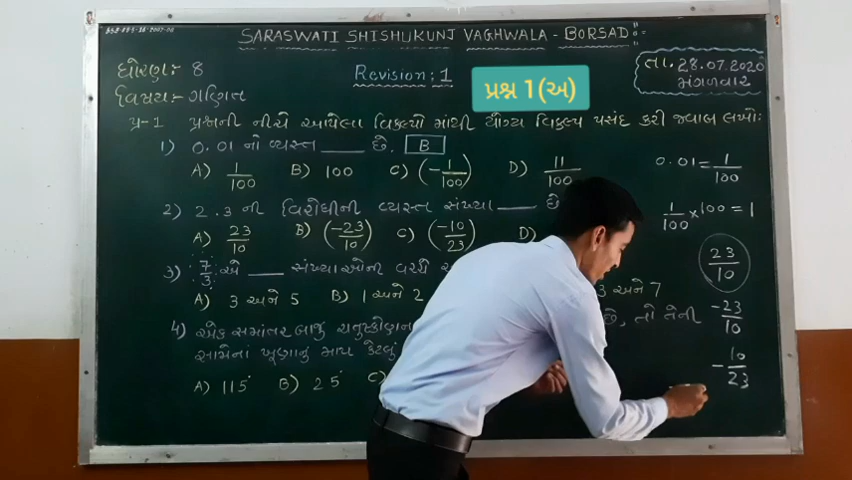 SARASWATI SHISHUKUNJ VAGHWALA - BORSAD
ધોરણ :- 8
Revision : 1
પ્રશ્ન 1(અ)
તા. 28.07.2020
મંગળવાર
વિષય :- ગણિત
પ્ર-1 પ્રશ્નની નીચે આપેલા વિકલ્પો માંથી યોગ્ય વિકલ્પ પસંદ કરી જવાબ લખો:
1) 0.01 નો વ્યસ્ત ____ છે. B
A) 1/100 B) 100 C) (-1/100) D) 11/100
0.01 = 1/100
2) 2.3 ની વિરોધીની વ્યસ્ત સંખ્યા ____ છે
1/100 × 100 = 1
A) 23/10 B) (-23/10) C) (-10/23) D)
23/10
3) 7/3 એ ____ સંખ્યાઓની વચ્ચે
A) 3 અને 5 B) 1 અને 2 3 અને 7
-23/10
4) એક સમાંતર બાજુ ચતુષ્કોણના છે, તો તેની
સામેનાં ખૂણાનું માપ કેટલું
-10/23
A) 115° B) 25° C)